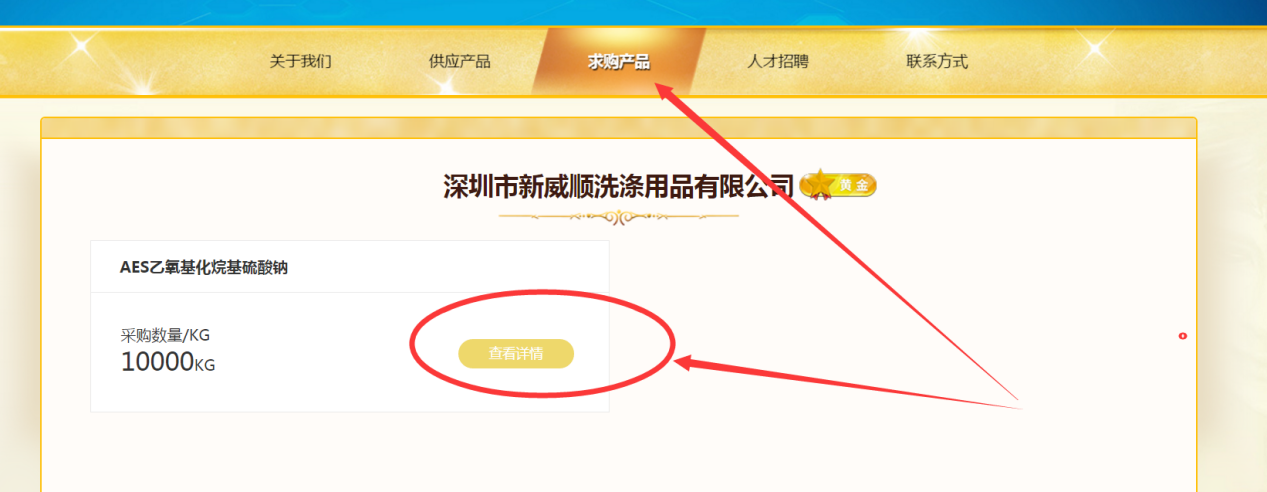 关于我们 供应产品 求购产品 人才招聘 联系方式
深圳市新威顺洗涤用品有限公司 黄金
AES乙氧基化烷基硫酸钠
采购数量/KG
10000KG
查看详情